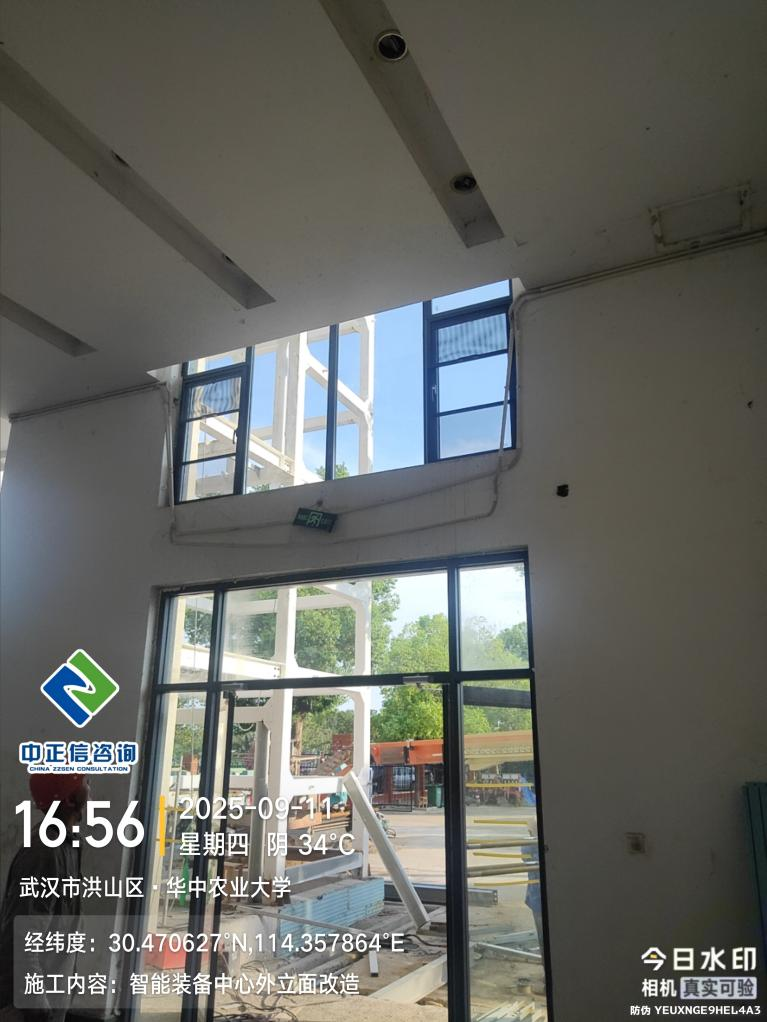 中正信咨询
CHINA ZZSEN CONSULTATION
16:56
2025-09-11
星期四 阴 34°C
武汉市洪山区·华中农业大学
经纬度：30.470627°N,114.357864°E
施工内容：智能装备中心外立面改造
今日水印
相机 真实可验
防伪 YEUXNGE9HEL4A3